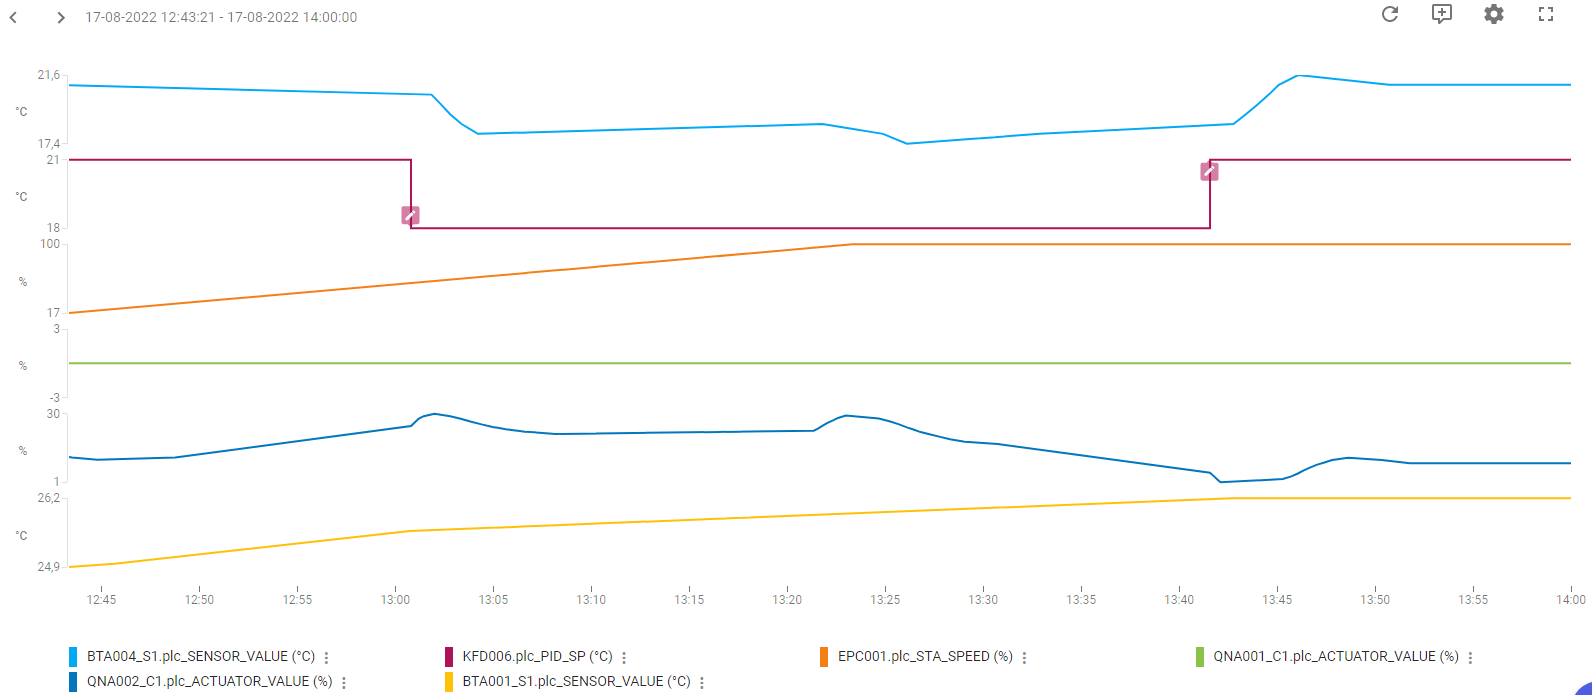 17-08-2022 12:43:21 - 17-08-2022 14:00:00
21,6
°C
17,4
21
°C
18
100
%
17
3
%
-3
30
%
1
26,2
°C
24,9
12:45 12:50 12:55 13:00 13:05 13:10 13:15 13:20 13:25 13:30 13:35 13:40 13:45 13:50 13:55 14:00
BTA004_S1.plc_SENSOR_VALUE (°C) KFD006.plc_PID_SP (°C) EPC001.plc_STA_SPEED (%) QNA001_C1.plc_ACTUATOR_VALUE (%)
QNA002_C1.plc_ACTUATOR_VALUE (%) BTA001_S1.plc_SENSOR_VALUE (°C)